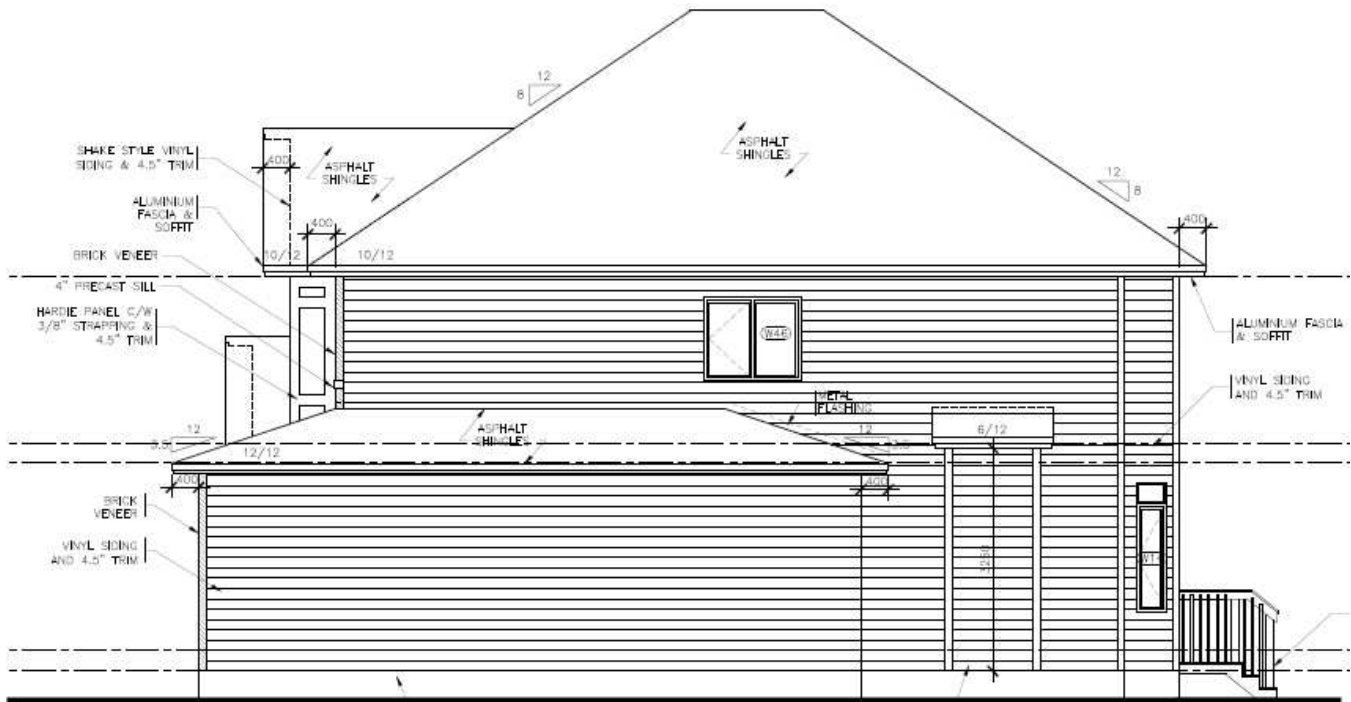 12
8
SHAKE STYLE VINYL
SIDING & 4.5" TRIM
400
ASPHALT
SHINGLES
ASPHALT
SHINGLES
12
8
ALUMINIUM
FASCIA &
SOFFIT
400
400
BRICK VENEER
10/12
10/12
4" PRECAST SILL
HARDIE PANEL C/W
3/8" STRAPPING &
4.5" TRIM
W46
ALUMINIUM FASCIA
& SOFFIT
VINYL SIDING
AND 4.5" TRIM
METAL
FLASHING
12
ASPHALT
SHINGLES
12
6/12
12/12
400
400
BRICK
VENEER
VINYL SIDING
AND 4.5" TRIM